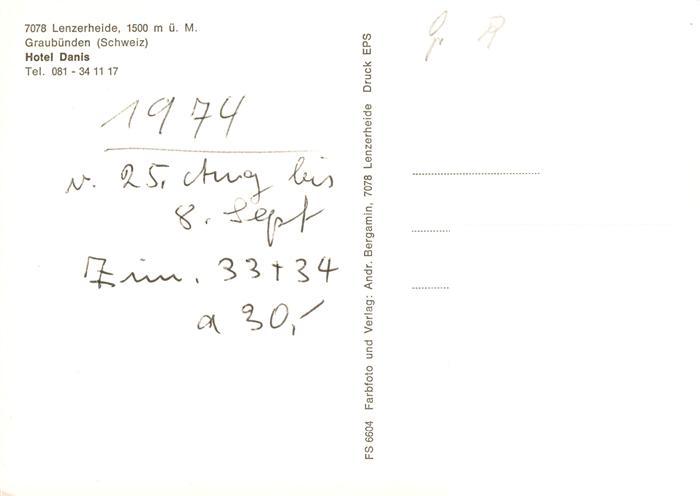 7078 Lenzerheide, 1500 m ü. M.
Graubünden (Schweiz)
Hotel Danis
Tel. 081 - 34 11 17
1974
v. 25. Aug bis
8. Sept
Zim. 33 + 34
a 30,-
FS 6604 Farbfoto und Verlag: Andr. Bergamin, 7078 Lenzerheide Druck EPS